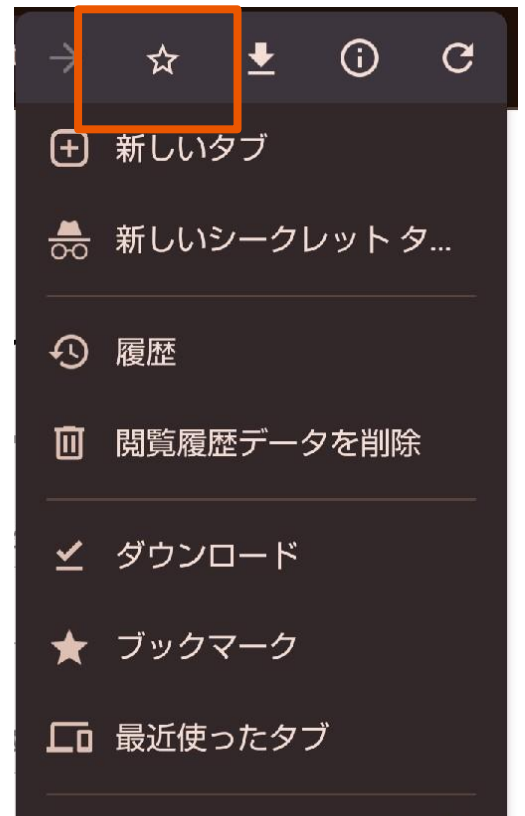 新しいタブ
新しいシークレット タ...
履歴
閲覧履歴データを削除
ダウンロード
ブックマーク
最近使ったタブ